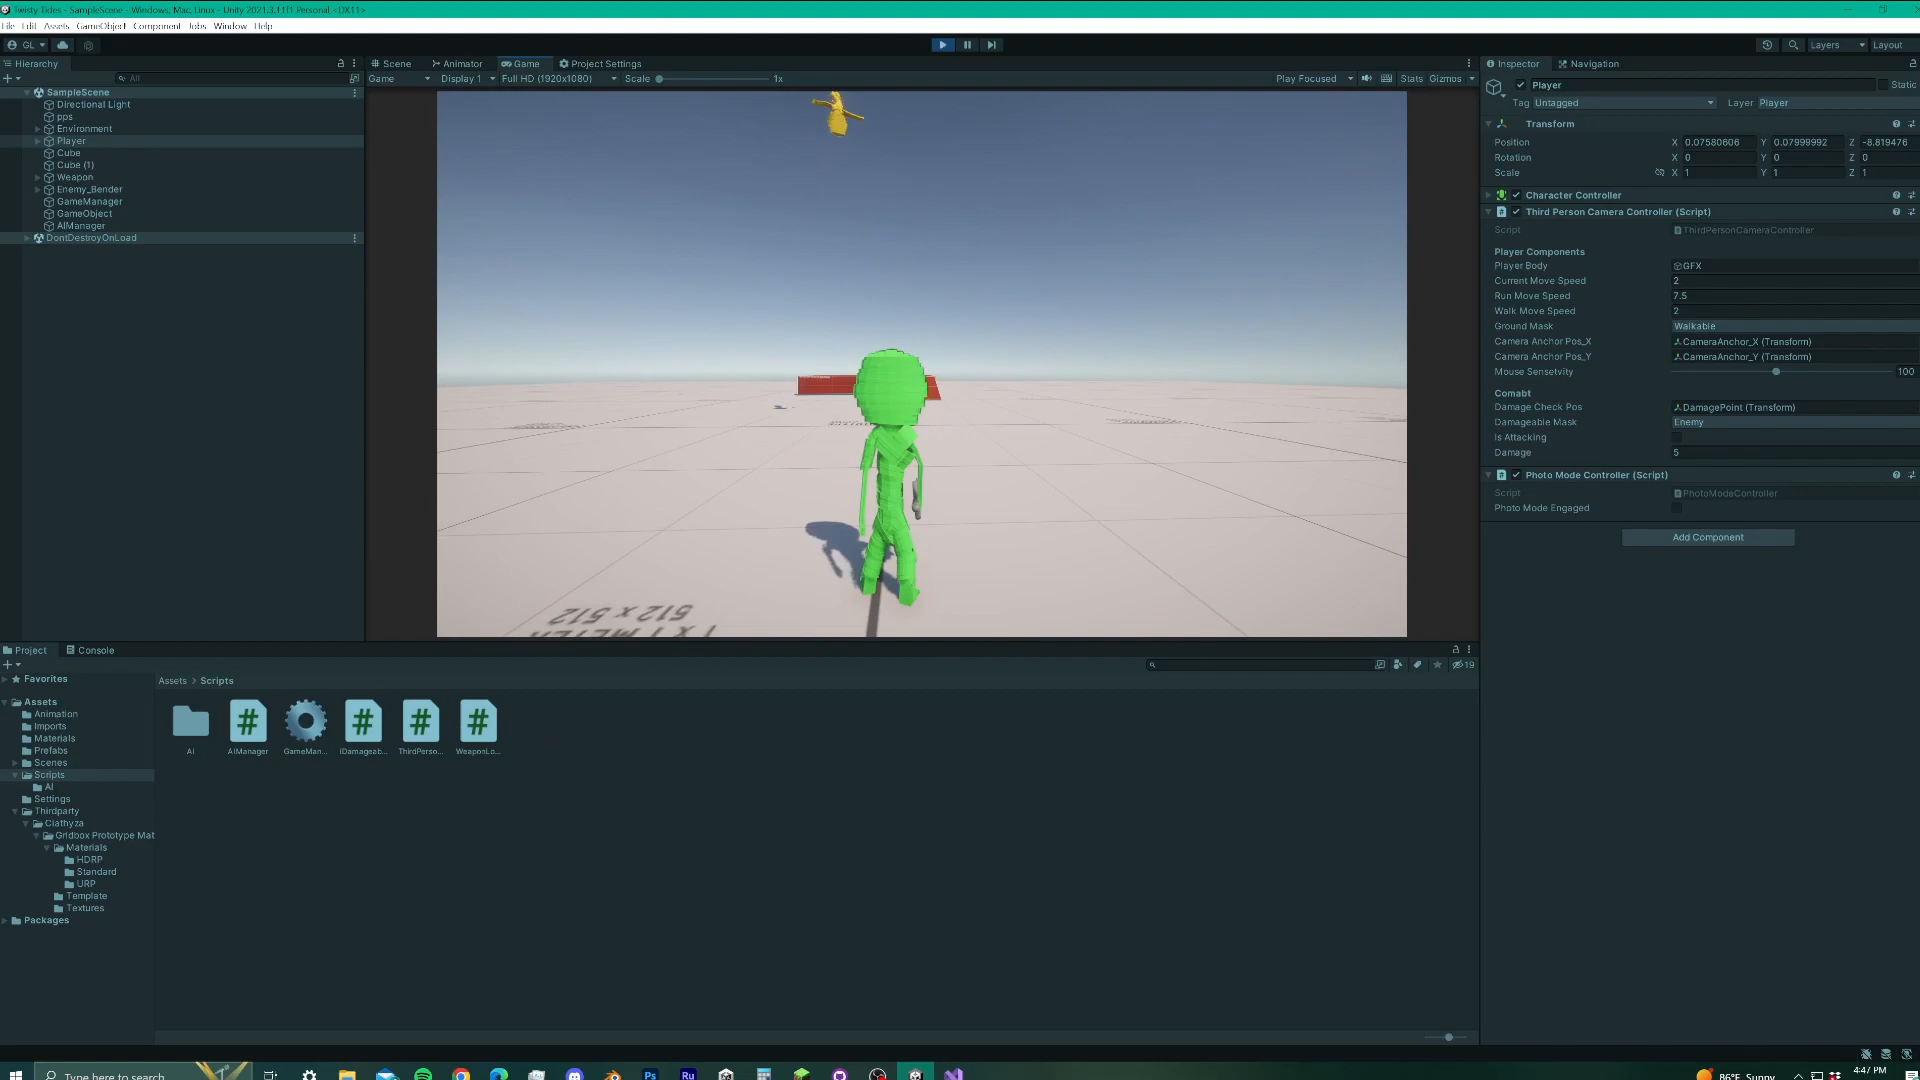 Twisty Tides - SampleScene - Windows, Mac, Linux - Unity 2021.3.11f1 Personal <DX11>
File Edit Assets GameObject Component Jobs Window Help
GL Layers Layout
Hierarchy
All
SampleScene
Directional Light
pps
Environment
Player
Cube
Cube (1)
Weapon
Enemy_Bender
GameManager
GameObject
AIManager
DontDestroyOnLoad
Scene Animator Game Project Settings
Game Display 1 Full HD (1920x1080) Scale 1x Play Focused Stats Gizmos
512 x 512
1 x 1 METER
Inspector Navigation
Player Static
Tag Untagged Layer Player
Transform
Position X 0.07580606 Y 0.07999992 Z -8.819476
Rotation X 0 Y 0 Z 0
Scale X 1 Y 1 Z 1
Character Controller
Third Person Camera Controller (Script)
Script ThirdPersonCameraController
Player Components
Player Body GFX
Current Move Speed 2
Run Move Speed 7.5
Walk Move Speed 2
Ground Mask Walkable
Camera Anchor Pos_X CameraAnchor_X (Transform)
Camera Anchor Pos_Y CameraAnchor_Y (Transform)
Mouse Sensetvity 100
Comabt
Damage Check Pos DamagePoint (Transform)
Damageable Mask Enemy
Is Attacking
Damage 5
Photo Mode Controller (Script)
Script PhotoModeController
Photo Mode Engaged
Add Component
Project Console
19
Favorites
Assets
Animation
Imports
Materials
Prefabs
Scenes
Scripts
AI
Settings
Thirdparty
Ciathyza
Gridbox Prototype Mat
Materials
HDRP
Standard
URP
Template
Textures
Packages
Assets > Scripts
AI AIManager GameMan... IDamageab... ThirdPerso... WeaponLo...
Type here to search
86°F Sunny
4:47 PM